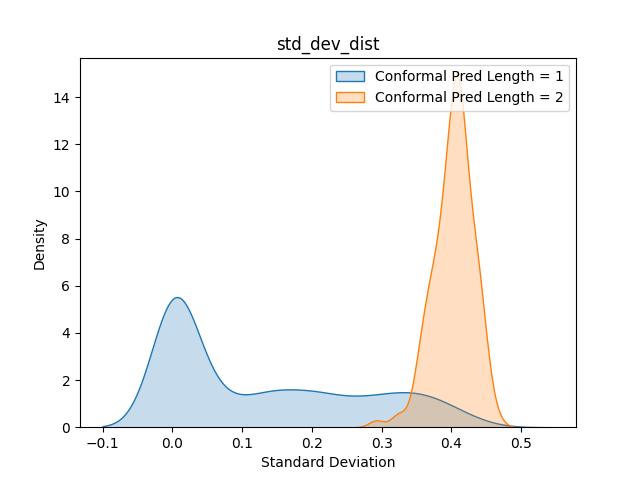 std_dev_dist
Conformal Pred Length = 1
Conformal Pred Length = 2
Density
14
12
10
8
6
4
2
0
−0.1 0.0 0.1 0.2 0.3 0.4 0.5
Standard Deviation